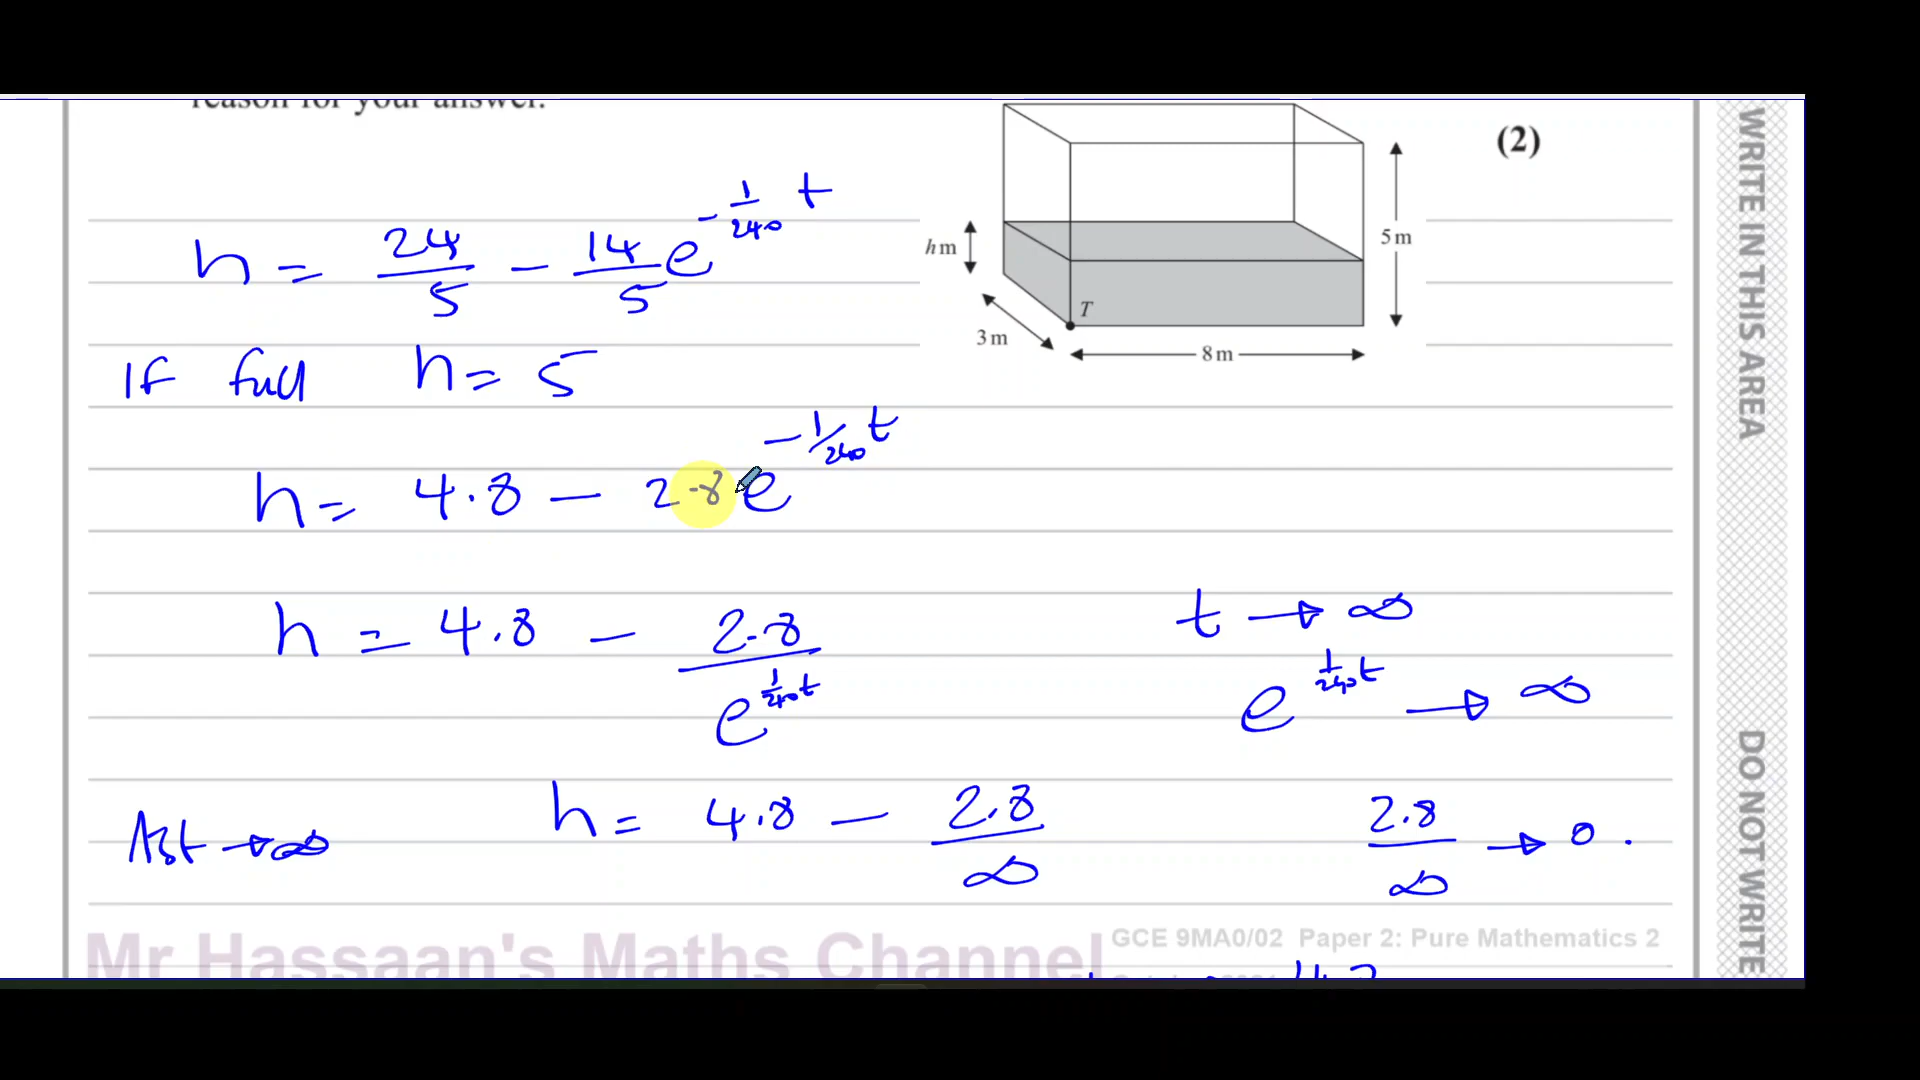 reason for your answer.
(2)
h = 24/5 - 14/5 e^(-1/240 t)
5 m
h m
T
3 m
8 m
If full h = 5
h = 4.8 - 2.8 e^(-1/240 t)
h = 4.8 - 2.8/e^(1/240 t)
t → ∞
e^(1/240 t) → ∞
As t → ∞ h = 4.8 - 2.8/∞
2.8/∞ → 0.
Mr Hassaan's Maths Channel
GCE 9MA0/02 Paper 2: Pure Mathematics 2
WRITE IN THIS AREA
DO NOT WRITE